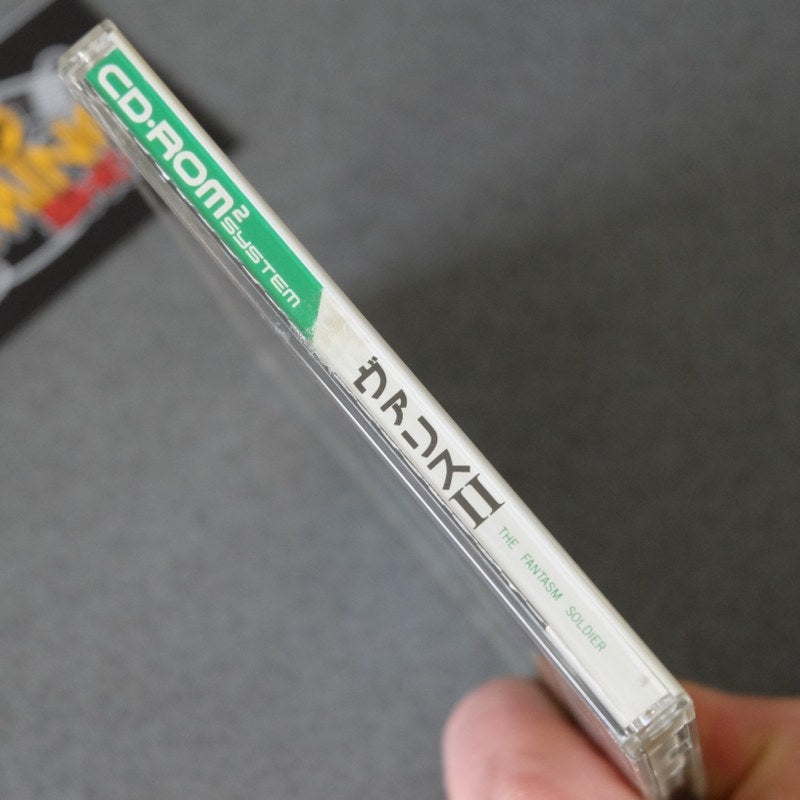 CD·ROM² SYSTEM
ヴァリスII
THE FANTASM SOLDIER